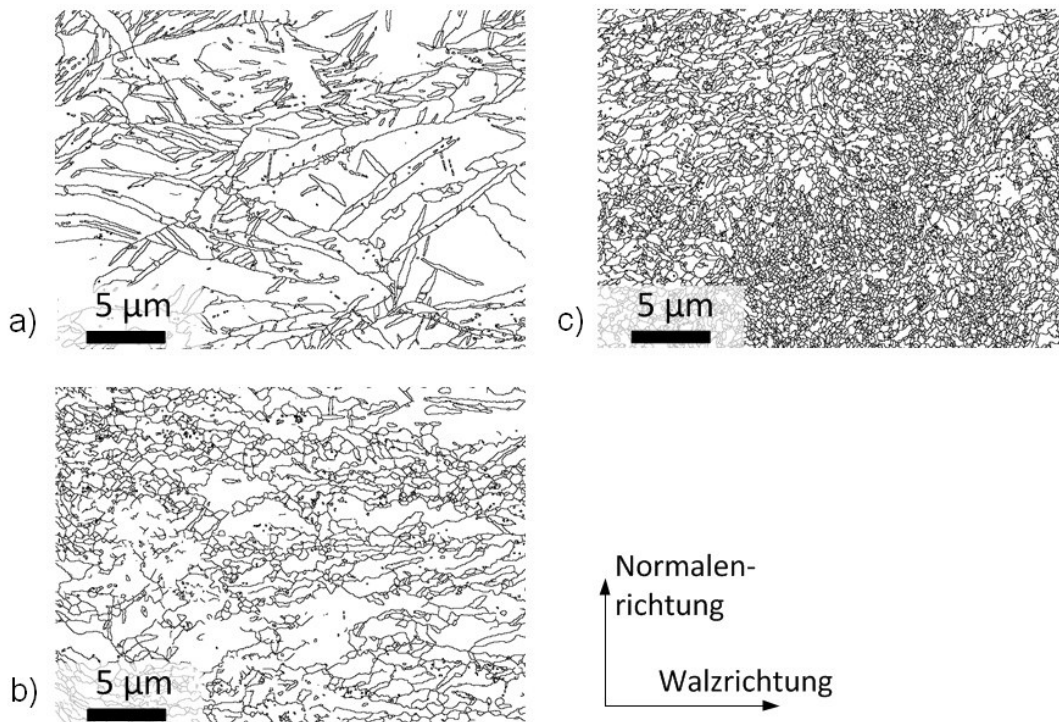 5 µm
a)
5 µm
c)
5 µm
b)
Normalen-
richtung
Walzrichtung